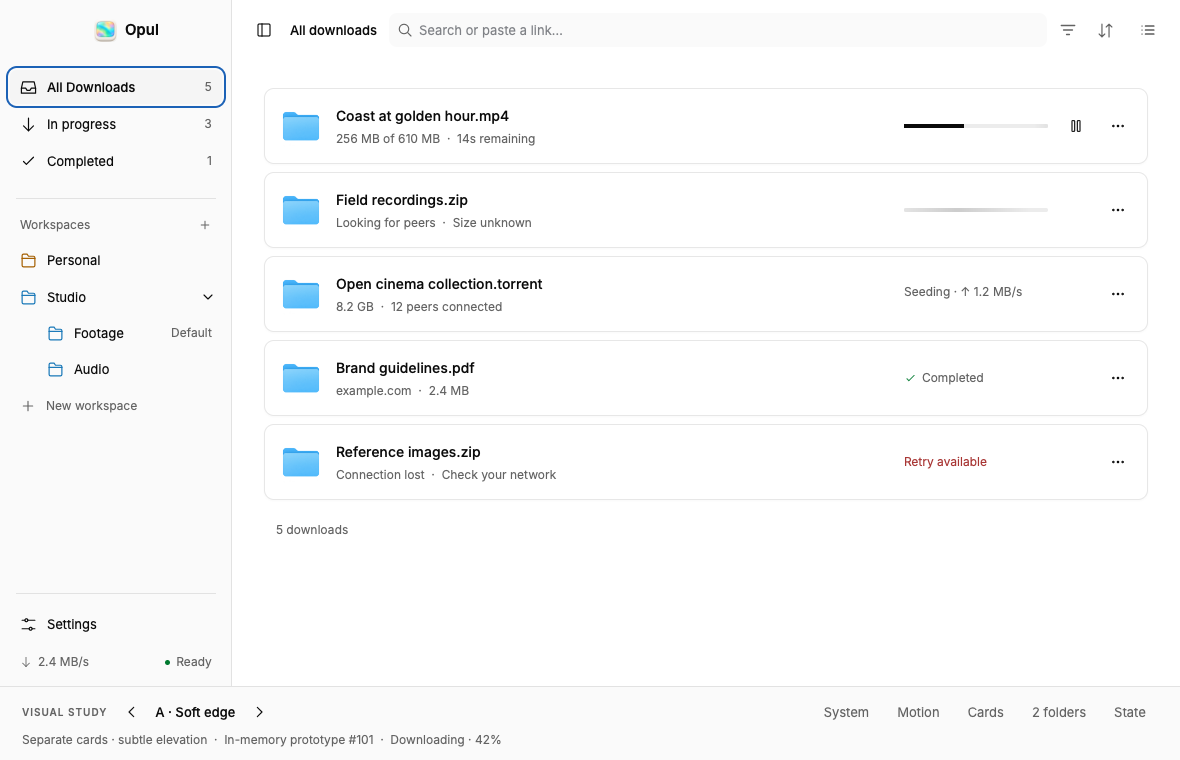 Opul
All downloads
Search or paste a link...
All Downloads 5
In progress 3
Completed 1
Workspaces
Personal
Studio
Footage Default
Audio
New workspace
Settings
2.4 MB/s Ready
Coast at golden hour.mp4
256 MB of 610 MB · 14s remaining
Field recordings.zip
Looking for peers · Size unknown
Open cinema collection.torrent
8.2 GB · 12 peers connected
Seeding · ↑ 1.2 MB/s
Brand guidelines.pdf
example.com · 2.4 MB
Completed
Reference images.zip
Connection lost · Check your network
Retry available
5 downloads
VISUAL STUDY A · Soft edge System Motion Cards 2 folders State
Separate cards · subtle elevation · In-memory prototype #101 · Downloading · 42%